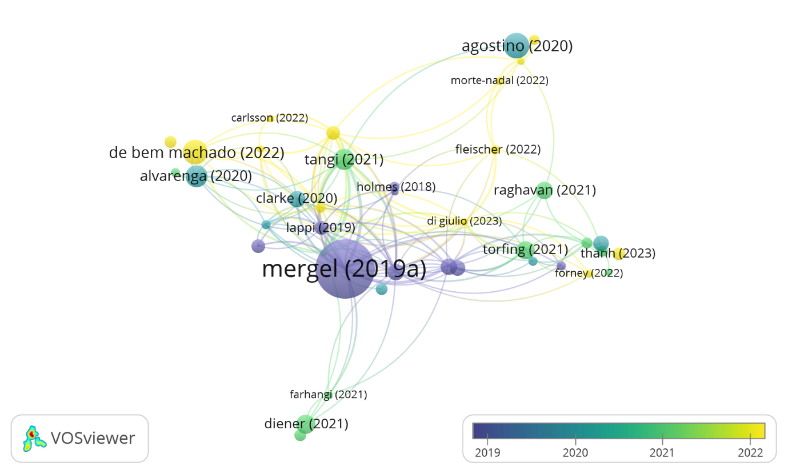 agostino (2020)
morte-nadal (2022)
carlsson (2022)
de bem machado (2022)
tangi (2021)
fleischer (2022)
alvarenga (2020)
holmes (2018)
raghavan (2021)
clarke (2020)
lappi (2019)
di giulio (2023)
torfing (2021)
thanh (2023)
mergel (2019a)
forney (2022)
farhangi (2021)
diener (2021)
VOSviewer
2019 2020 2021 2022